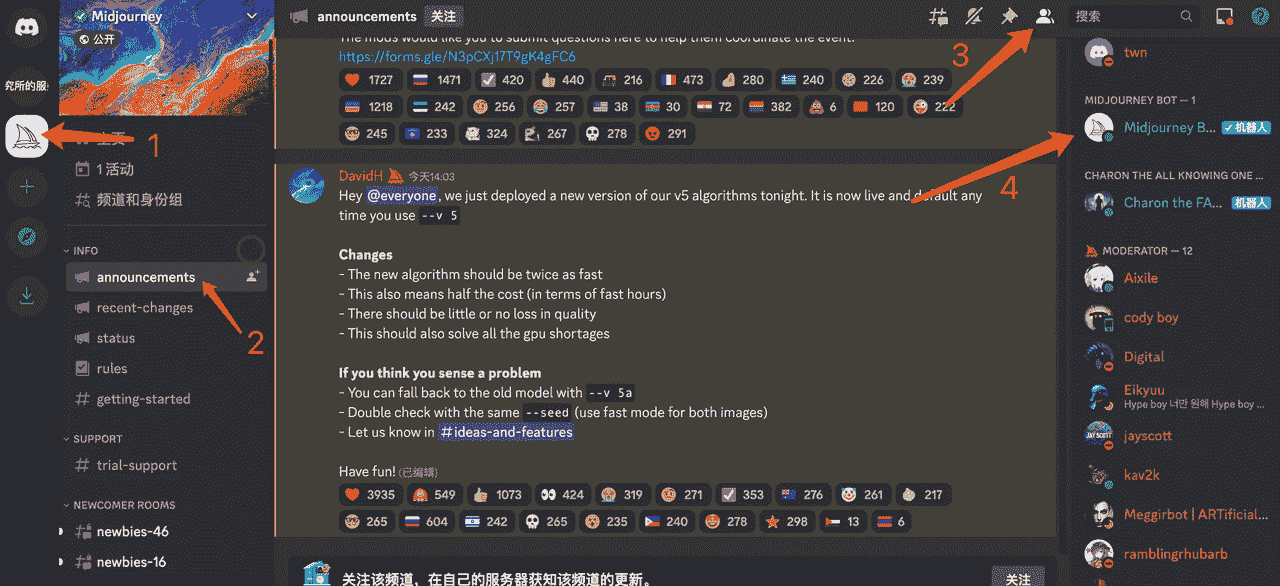 Midjourney
公开
究所的服
主页
1 活动
频道和身份组
INFO
announcements
recent-changes
status
rules
getting-started
SUPPORT
trial-support
NEWCOMER ROOMS
newbies-46
newbies-16
1
2
announcements 关注
搜索
The mods would like you to submit questions here to help them coordinate the event.
https://forms.gle/N3pCXj17T9gK4gFC6
1727 1471 420 440 216 473 280 240 226 239
1218 242 256 257 38 30 72 382 6 120 222
245 233 324 267 278 291
3
4
DavidH 今天14:03
Hey @everyone, we just deployed a new version of our v5 algorithms tonight. It is now live and default any
time you use --v 5
Changes
- The new algorithm should be twice as fast
- This also means half the cost (in terms of fast hours)
- There should be little or no loss in quality
- This should also solve all the gpu shortages
If you think you sense a problem
- You can fall back to the old model with --v 5a
- Double check with the same --seed (use fast mode for both images)
- Let us know in #ideas-and-features
Have fun! (已编辑)
3935 549 1073 424 319 271 353 276 261 217
265 604 242 265 235 240 278 298 13 6
关注该频道，在自己的服务器获知该频道的更新。
关注
twn
MIDJOURNEY BOT — 1
Midjourney B... 机器人
CHARON THE ALL KNOWING ONE ...
Charon the FA... 机器人
MODERATOR — 12
Aixile
cody boy
Digital
Eikyuu
Hype boy 너만 원해 Hype boy ...
jayscott
kav2k
Meggirbot | ARTificial...
ramblingrhubarb